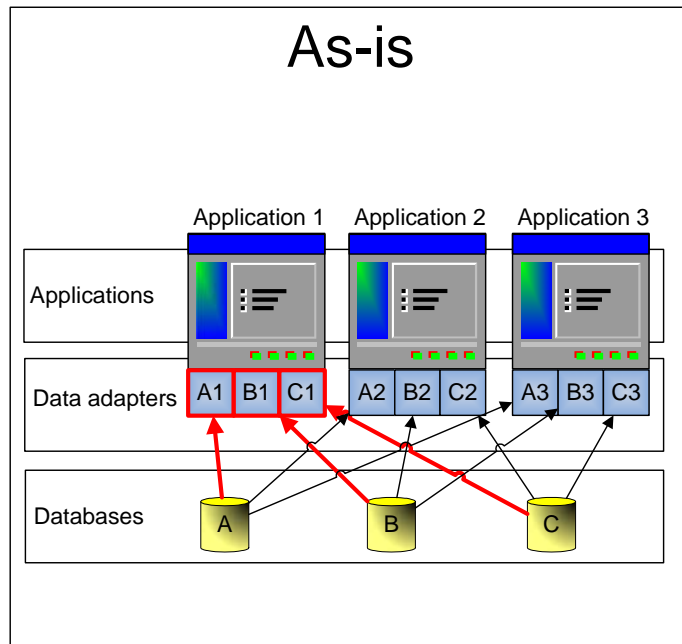 As-is
Application 1 Application 2 Application 3
Applications
Data adapters A1 B1 C1 A2 B2 C2 A3 B3 C3
Databases A B C